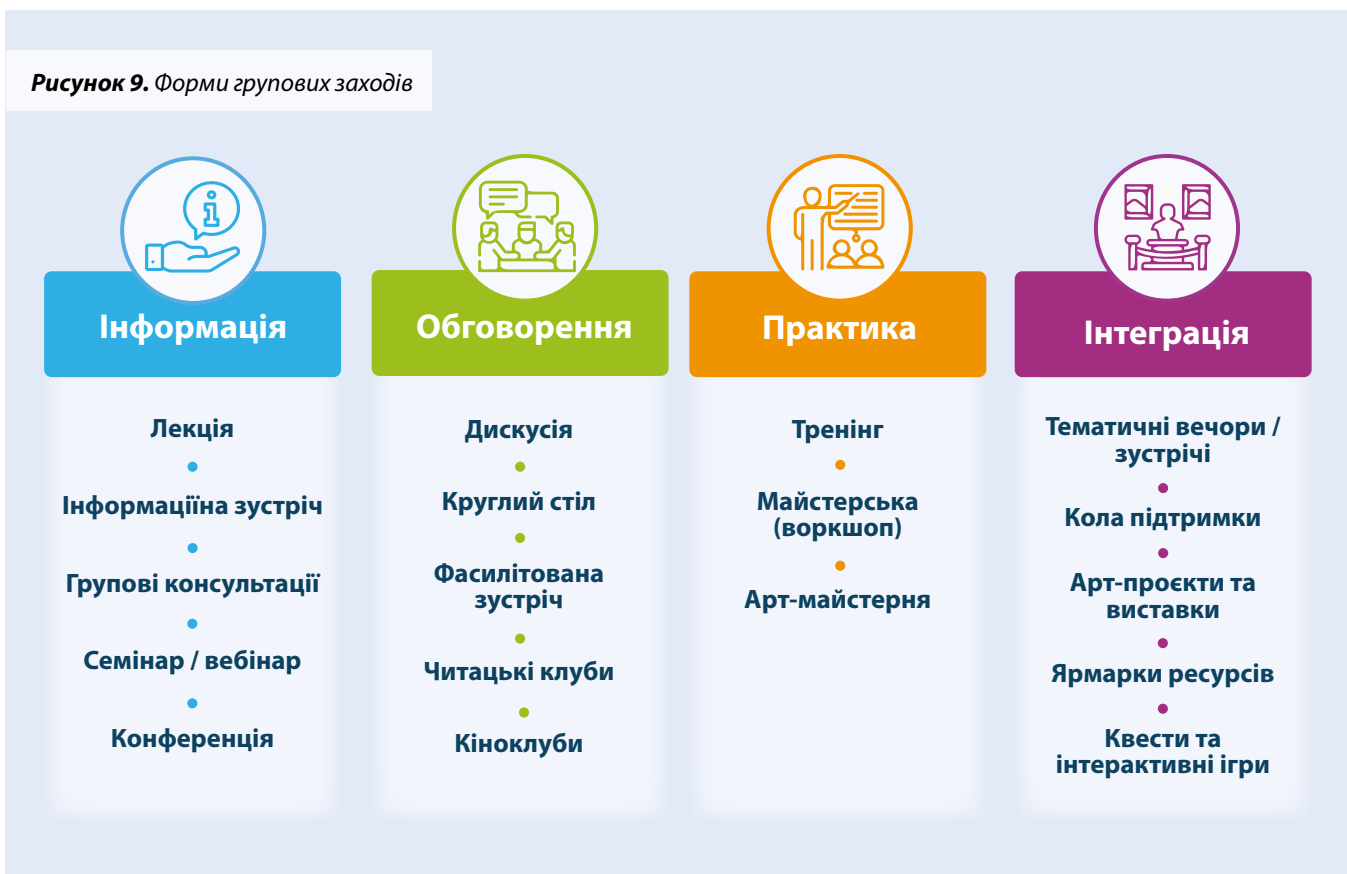 Рисунок 9. Форми групових заходів
Інформація
Лекція
Інформаціїна зустріч
Групові консультації
Семінар / вебінар
Конференція
Обговорення
Дискусія
Круглий стіл
Фасилітована
зустріч
Читацькі клуби
Кіноклуби
Практика
Тренінг
Майстерська
(воркшоп)
Арт-майстерня
Інтеграція
Тематичні вечори /
зустрічі
Кола підтримки
Арт-проєкти та
виставки
Ярмарки ресурсів
Квести та
інтерактивні ігри